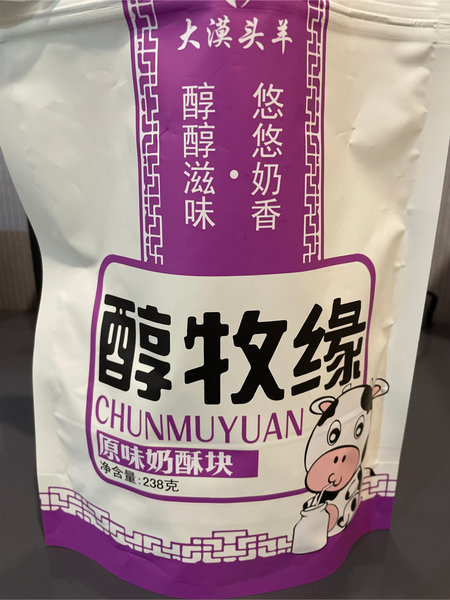 大漠头羊
悠悠奶香
·
醇醇滋味
醇牧缘
CHUNMUYUAN
原味奶酥块
净含量:238克